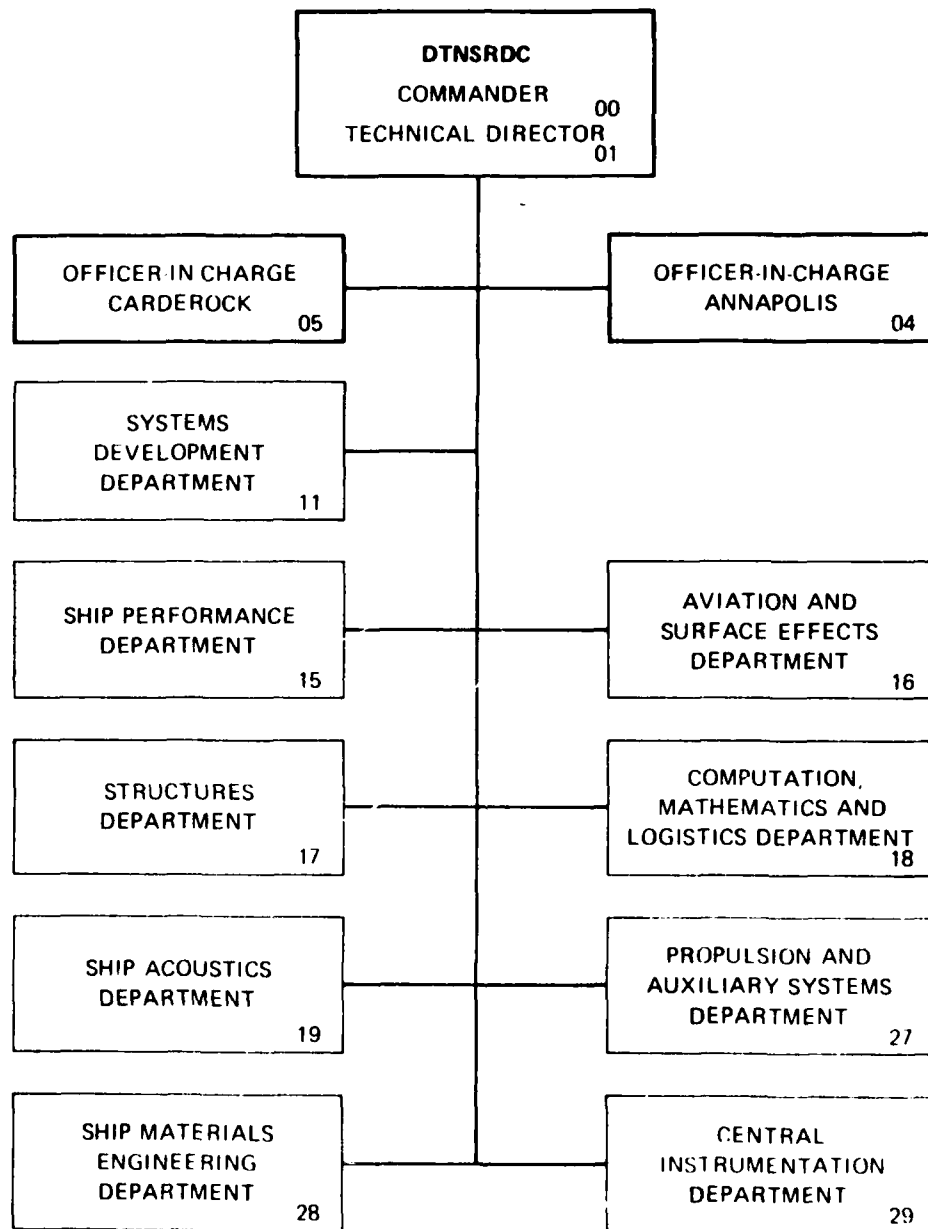 DTNSRDC
COMMANDER 00
TECHNICAL DIRECTOR 01
OFFICER-IN CHARGE
CARDEROCK
05
OFFICER-IN-CHARGE
ANNAPOLIS
04
SYSTEMS
DEVELOPMENT
DEPARTMENT
11
SHIP PERFORMANCE
DEPARTMENT
15
AVIATION AND
SURFACE EFFECTS
DEPARTMENT
16
STRUCTURES
DEPARTMENT
17
COMPUTATION,
MATHEMATICS AND
LOGISTICS DEPARTMENT
18
SHIP ACOUSTICS
DEPARTMENT
19
PROPULSION AND
AUXILIARY SYSTEMS
DEPARTMENT
27
SHIP MATERIALS
ENGINEERING
DEPARTMENT
28
CENTRAL
INSTRUMENTATION
DEPARTMENT
29